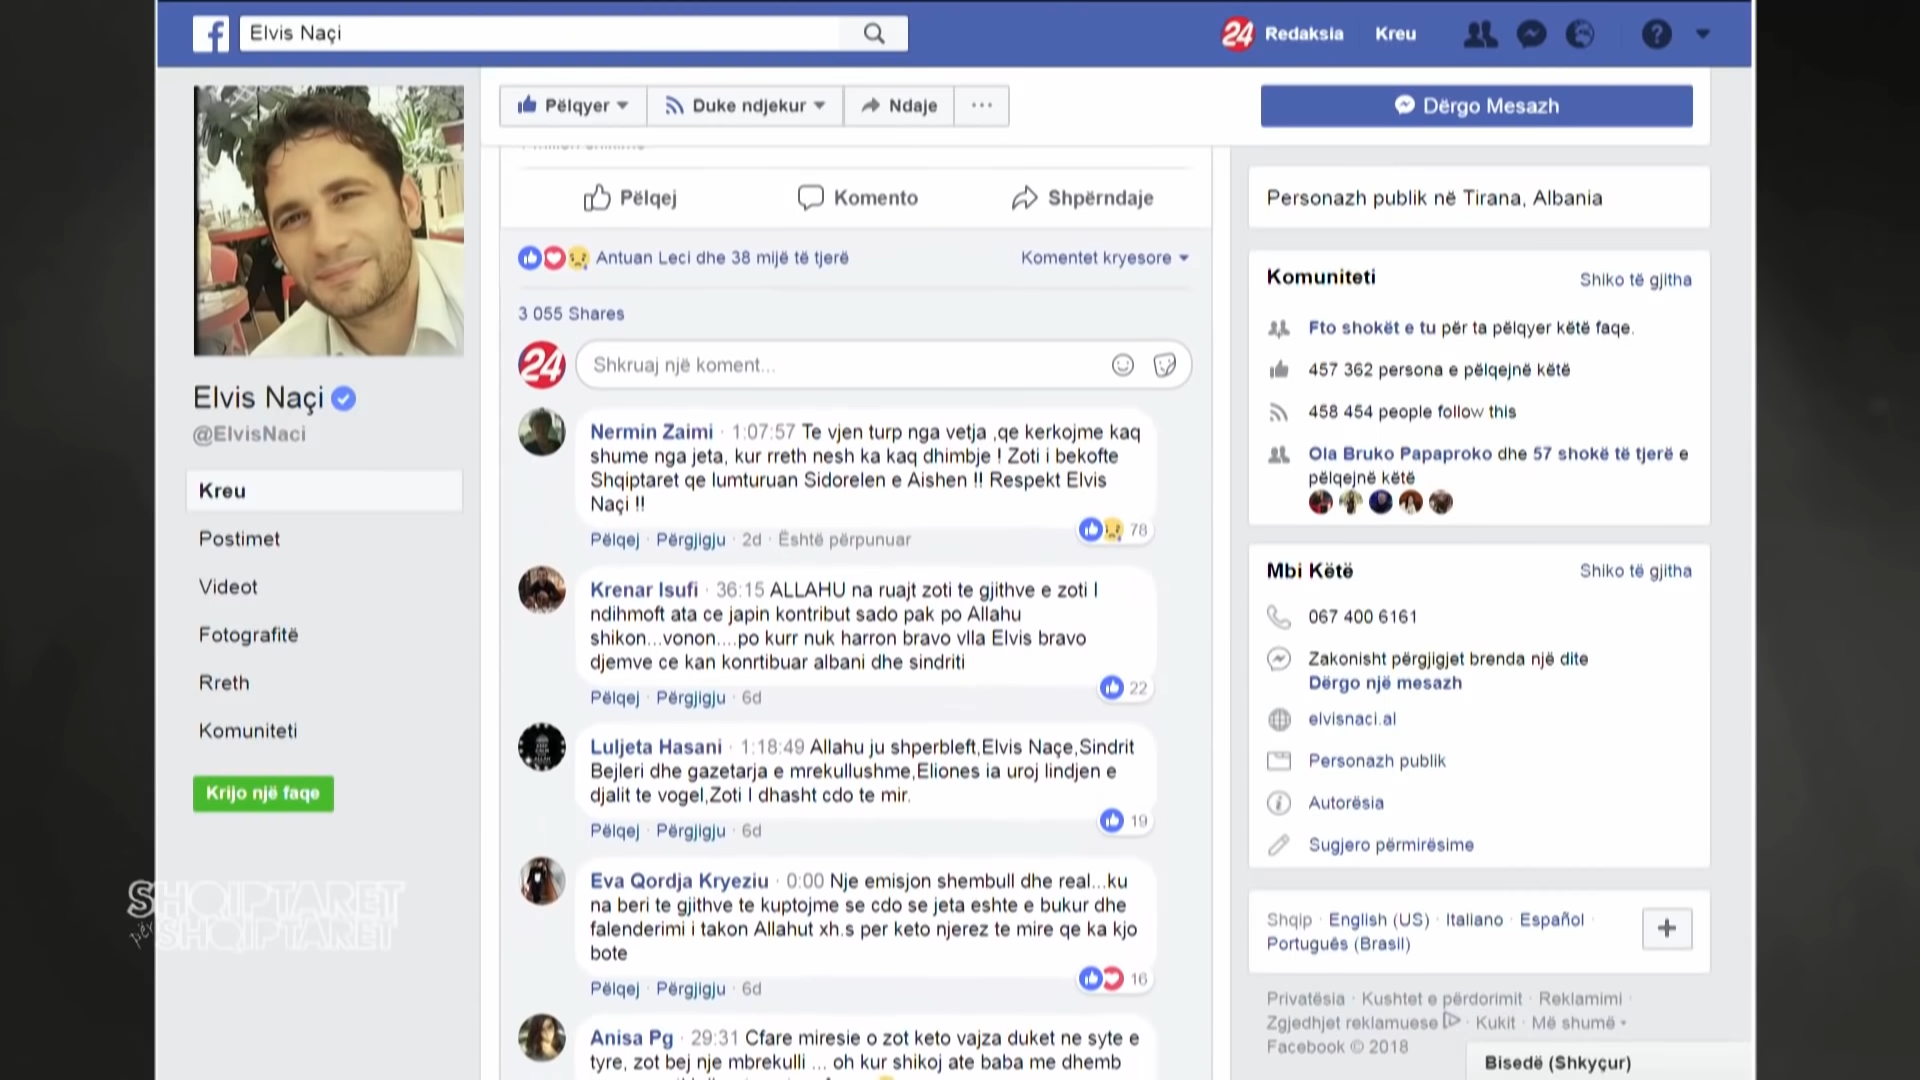 Elvis Naçi
24 Redaksia
Kreu
Pëlqyer
Duke ndjekur
Ndaje
Dërgo Mesazh
Elvis Naçi
@ElvisNaci
Kreu
Postimet
Videot
Fotografitë
Rreth
Komuniteti
Krijo një faqe
SHQIPTARET
për SHQIPTARET
Pëlqej
Komento
Shpërndaje
Antuan Leci dhe 38 mijë të tjerë
Komentet kryesore
3 055 Shares
24
Shkruaj një koment...
Nermin Zaimi · 1:07:57 Te vjen turp nga vetja ,qe kerkojme kaq
shume nga jeta, kur rreth nesh ka kaq dhimbje ! Zoti i bekofte
Shqiptaret qe lumturuan Sidorelen e Aishen !! Respekt Elvis
Naçi !!
Pëlqej · Përgjigju · 2d · Është përpunuar
78
Krenar Isufi · 36:15 ALLAHU na ruajt zoti te gjithve e zoti I
ndihmoft ata ce japin kontribut sado pak po Allahu
shikon...vonon....po kurr nuk harron bravo vlla Elvis bravo
djemve ce kan konrtibuar albani dhe sindriti
Pëlqej · Përgjigju · 6d
22
Luljeta Hasani · 1:18:49 Allahu ju shperbleft,Elvis Naçe,Sindrit
Bejleri dhe gazetarja e mrekullushme,Eliones ia uroj lindjen e
djalit te vogel,Zoti I dhasht cdo te mir.
Pëlqej · Përgjigju · 6d
19
Eva Qordja Kryeziu · 0:00 Nje emisjon shembull dhe real...ku
na beri te gjithve te kuptojme se cdo se jeta eshte e bukur dhe
falenderimi i takon Allahut xh.s per keto njerez te mire qe ka kjo
bote
Pëlqej · Përgjigju · 6d
16
Anisa Pg · 29:31 Cfare miresie o zot keto vajza duket ne syte e
tyre, zot bej nje mbrekulli ... oh kur shikoj ate baba me dhemb
Personazh publik në Tirana, Albania
Komuniteti
Shiko të gjitha
Fto shokët e tu për ta pëlqyer këtë faqe.
457 362 persona e pëlqejnë këtë
458 454 people follow this
Ola Bruko Papaproko dhe 57 shokë të tjerë e
pëlqejnë këtë
Mbi Këtë
Shiko të gjitha
067 400 6161
Zakonisht përgjigjet brenda një dite
Dërgo një mesazh
elvisnaci.al
Personazh publik
Autorësia
Sugjero përmirësime
Shqip · English (US) · Italiano · Español ·
Português (Brasil)
Privatësia · Kushtet e përdorimit · Reklamimi ·
Zgjedhjet reklamuese · Kukit · Më shumë
Facebook © 2018
Bisedë (Shkyçur)